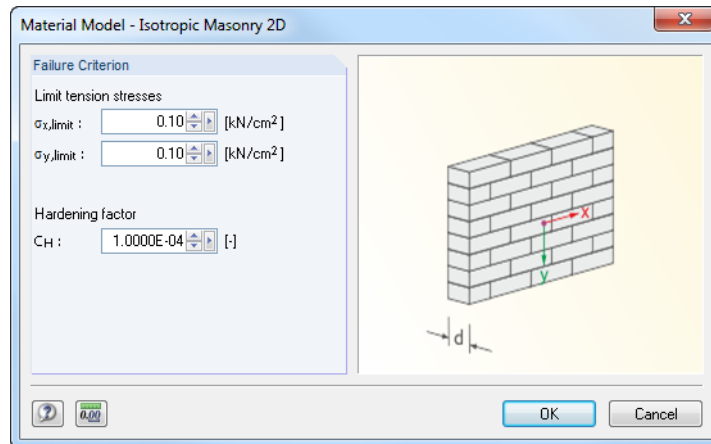 Material Model - Isotropic Masonry 2D
Failure Criterion
Limit tension stresses
σx,limit : 0.10 [kN/cm²]
σy,limit : 0.10 [kN/cm²]
Hardening factor
CH : 1.0000E-04 [-]
x
y
d
0.00
OK Cancel